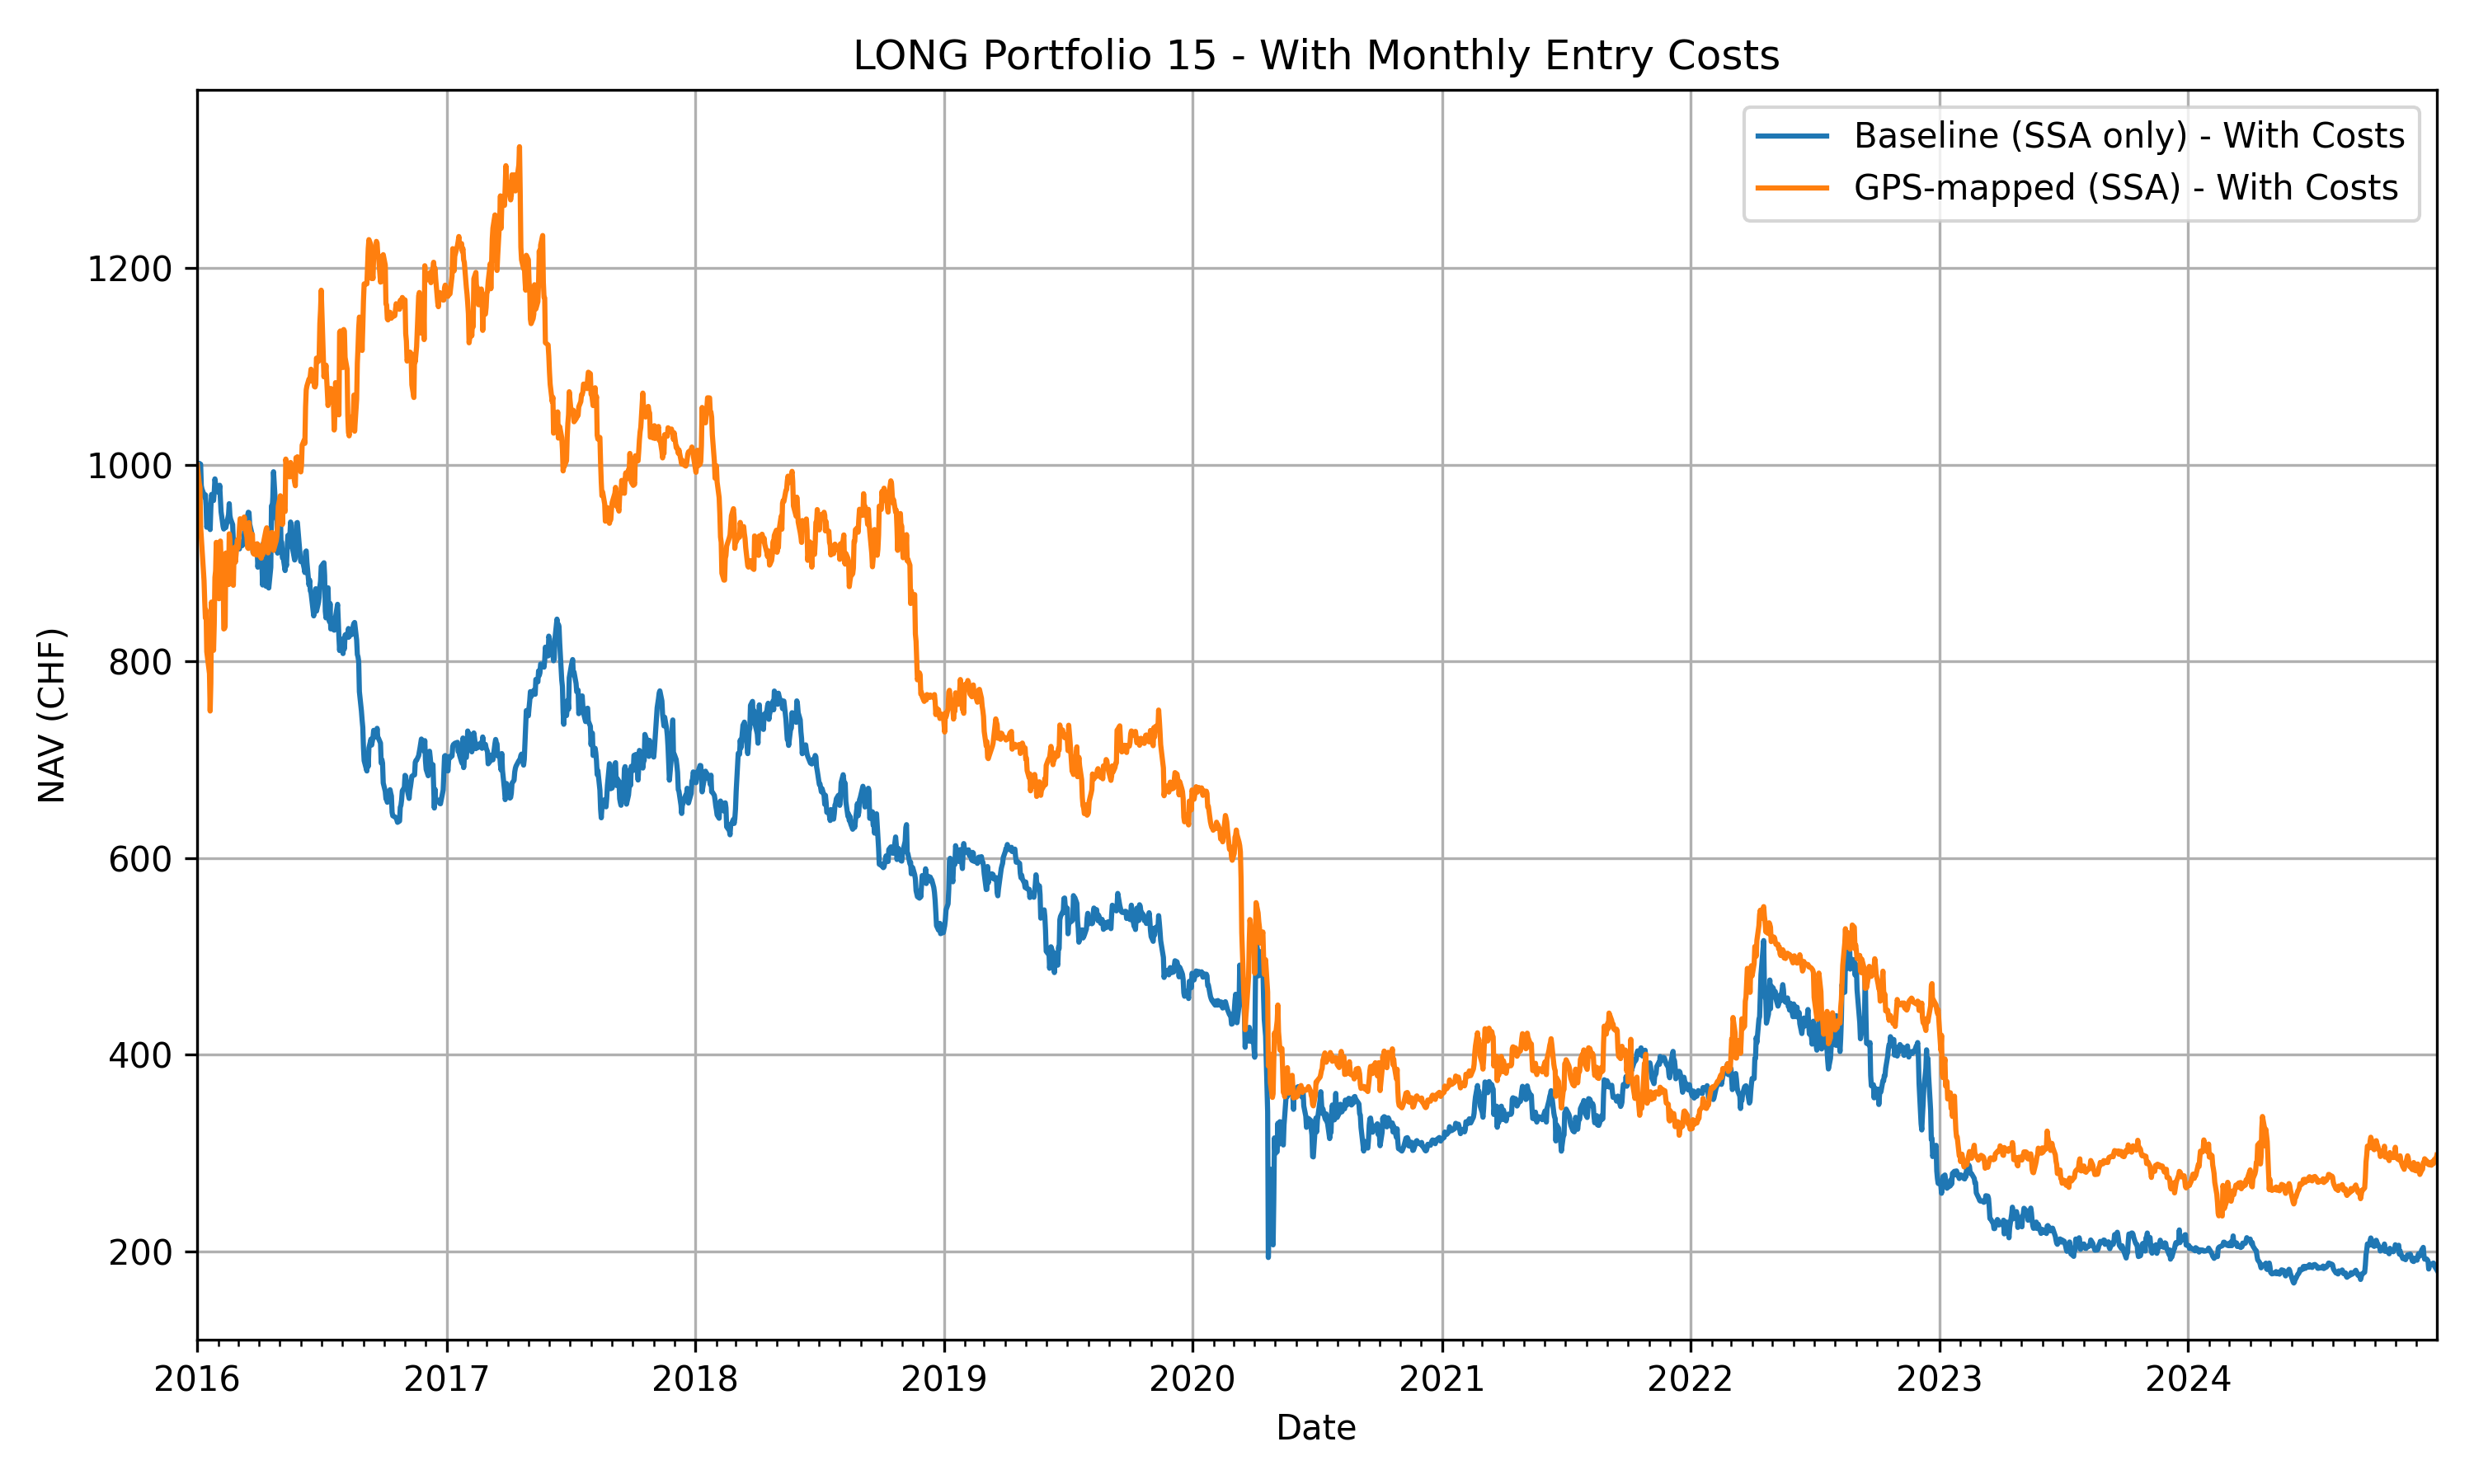 LONG Portfolio 15 - With Monthly Entry Costs
Baseline (SSA only) - With Costs
GPS-mapped (SSA) - With Costs
NAV (CHF)
1200
1000
800
600
400
200
2016 2017 2018 2019 2020 2021 2022 2023 2024
Date